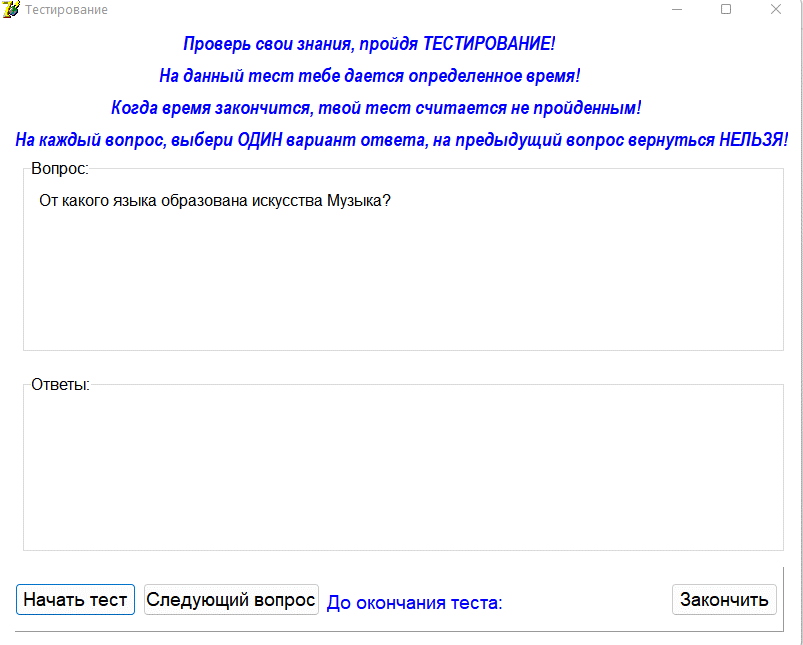 Тестирование
Проверь свои знания, пройдя ТЕСТИРОВАНИЕ!
На данный тест тебе дается определенное время!
Когда время закончится, твой тест считается не пройденным!
На каждый вопрос, выбери ОДИН вариант ответа, на предыдущий вопрос вернуться НЕЛЬЗЯ!
Вопрос:
От какого языка образована искусства Музыка?
Ответы:
Начать тест Следующий вопрос До окончания теста: Закончить